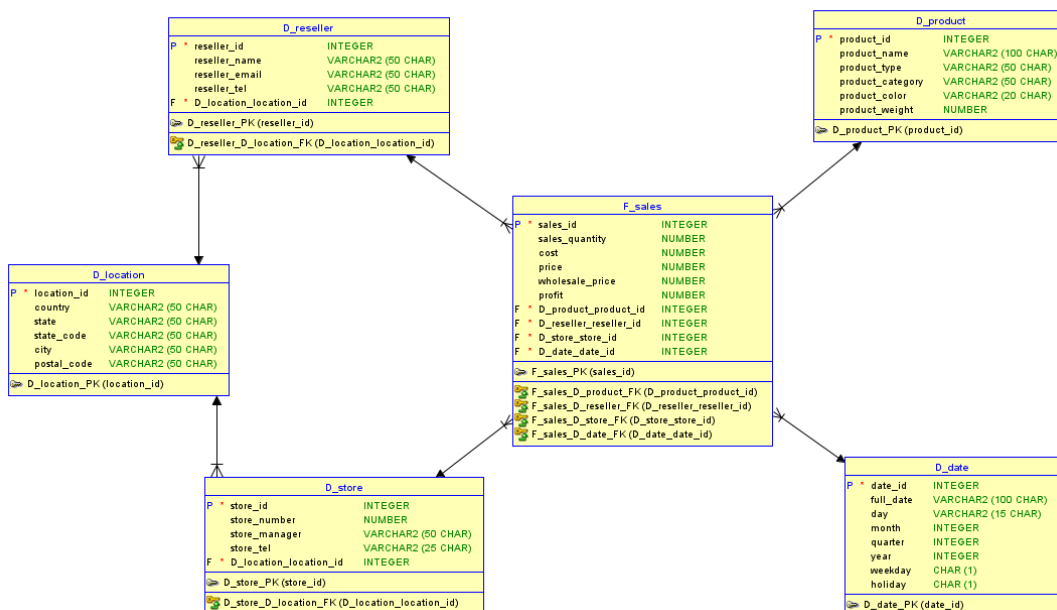 D_reseller
P * reseller_id INTEGER
reseller_name VARCHAR2 (50 CHAR)
reseller_email VARCHAR2 (50 CHAR)
reseller_tel VARCHAR2 (50 CHAR)
F * D_location_location_id INTEGER
D_reseller_PK (reseller_id)
D_reseller_D_location_FK (D_location_location_id)
D_product
P * product_id INTEGER
product_name VARCHAR2 (100 CHAR)
product_type VARCHAR2 (50 CHAR)
product_category VARCHAR2 (50 CHAR)
product_color VARCHAR2 (20 CHAR)
product_weight NUMBER
D_product_PK (product_id)
F_sales
P * sales_id INTEGER
sales_quantity NUMBER
cost NUMBER
price NUMBER
wholesale_price NUMBER
profit NUMBER
F * D_product_product_id INTEGER
F * D_reseller_reseller_id INTEGER
F * D_store_store_id INTEGER
F * D_date_date_id INTEGER
F_sales_PK (sales_id)
F_sales_D_product_FK (D_product_product_id)
F_sales_D_reseller_FK (D_reseller_reseller_id)
F_sales_D_store_FK (D_store_store_id)
F_sales_D_date_FK (D_date_date_id)
D_location
P * location_id INTEGER
country VARCHAR2 (50 CHAR)
state VARCHAR2 (50 CHAR)
state_code VARCHAR2 (50 CHAR)
city VARCHAR2 (50 CHAR)
postal_code VARCHAR2 (50 CHAR)
D_location_PK (location_id)
D_store
P * store_id INTEGER
store_number NUMBER
store_manager VARCHAR2 (50 CHAR)
store_tel VARCHAR2 (25 CHAR)
F * D_location_location_id INTEGER
D_store_PK (store_id)
D_store_D_location_FK (D_location_location_id)
D_date
P * date_id INTEGER
full_date VARCHAR2 (100 CHAR)
day VARCHAR2 (15 CHAR)
month INTEGER
quarter INTEGER
year INTEGER
weekday CHAR (1)
holiday CHAR (1)
D_date_PK (date_id)